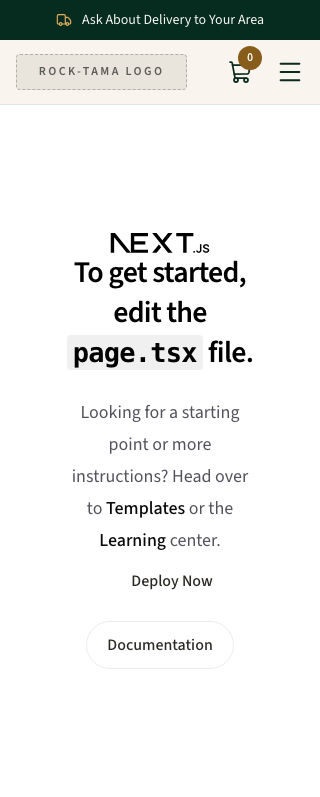 Ask About Delivery to Your Area
ROCK-TAMA LOGO
0
NEXT.JS
To get started,
edit the
page.tsx file.
Looking for a starting
point or more
instructions? Head over
to Templates or the
Learning center.
Deploy Now
Documentation